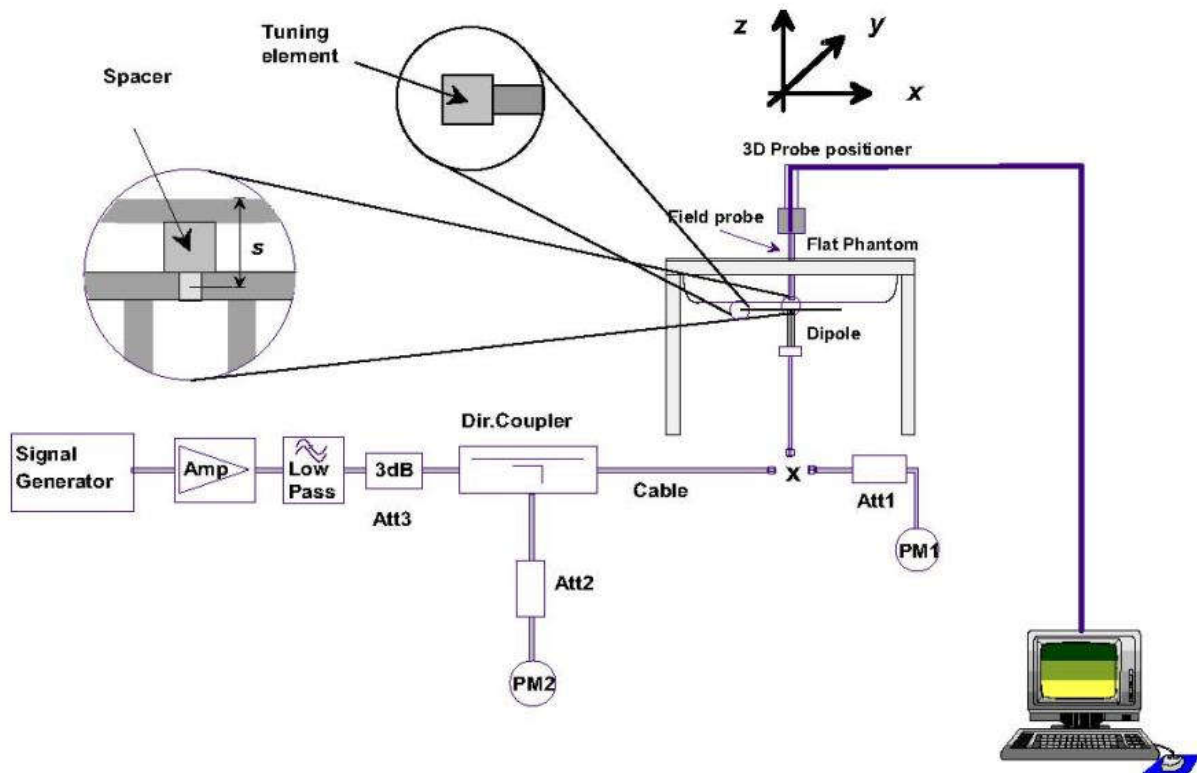 Tuning
element
Spacer
z
y
x
3D Probe positioner
Field probe
Flat Phantom
s
Dipole
Dir.Coupler
Signal
Generator
Amp
Low
Pass
3dB
Att3
Cable
X
Att1
PM1
Att2
PM2